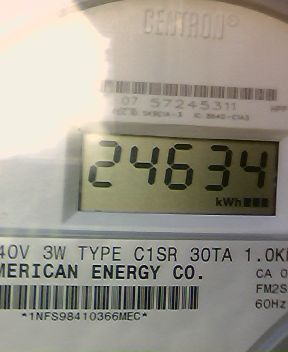 CENTRON®
07 57245311
24634
kWh
40V 3W TYPE C1SR 30TA 1.0K
MERICAN ENERGY CO.
CA 0
FM2S
60Hz
*1NFS98410366MEC*